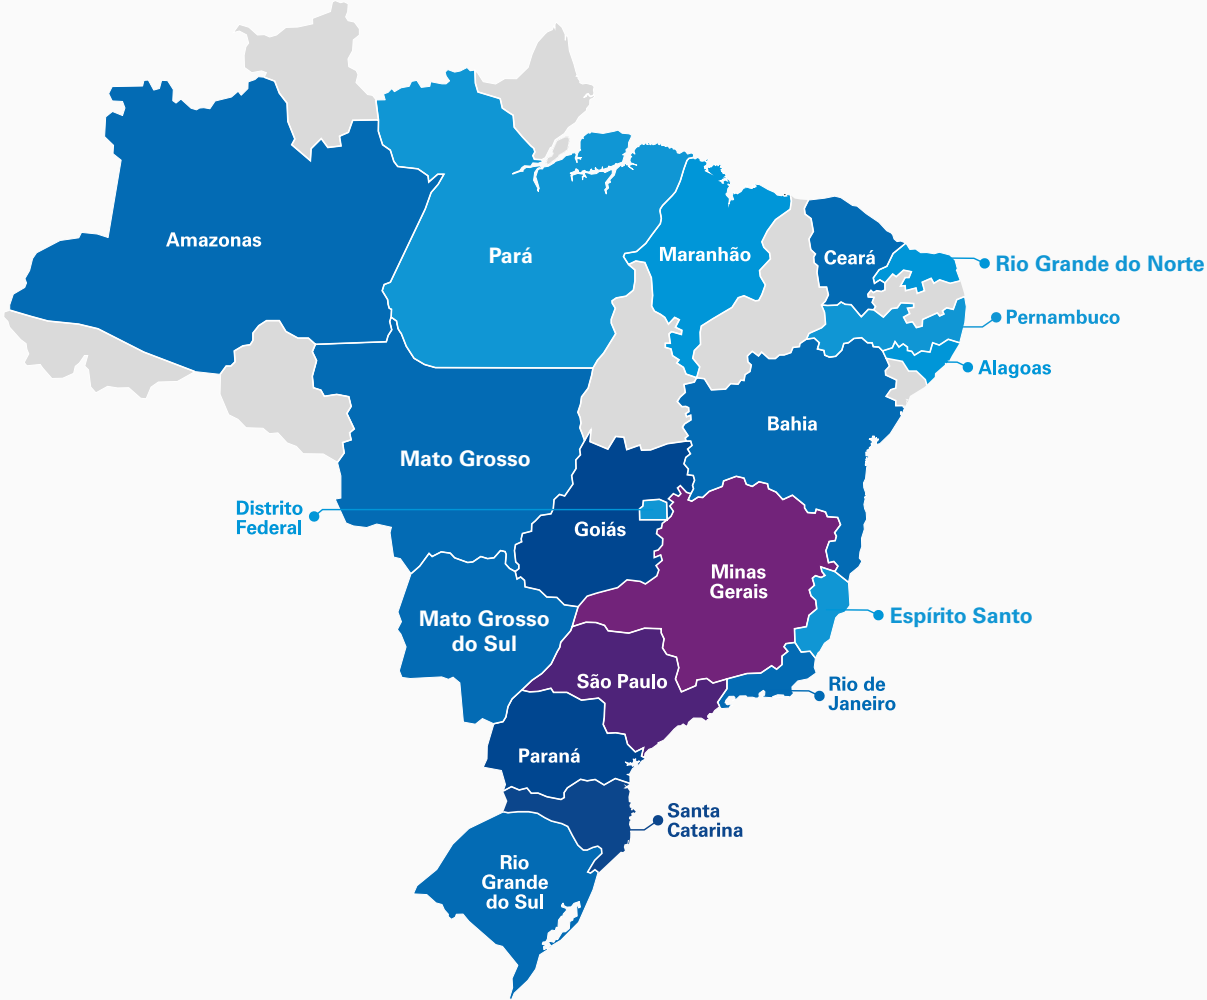 Amazonas
Pará
Maranhão
Ceará
Rio Grande do Norte
Pernambuco
Alagoas
Bahia
Mato Grosso
Distrito
Federal
Goiás
Minas
Gerais
Espírito Santo
Mato Grosso
do Sul
São Paulo
Rio de
Janeiro
Paraná
Santa
Catarina
Rio
Grande
do Sul